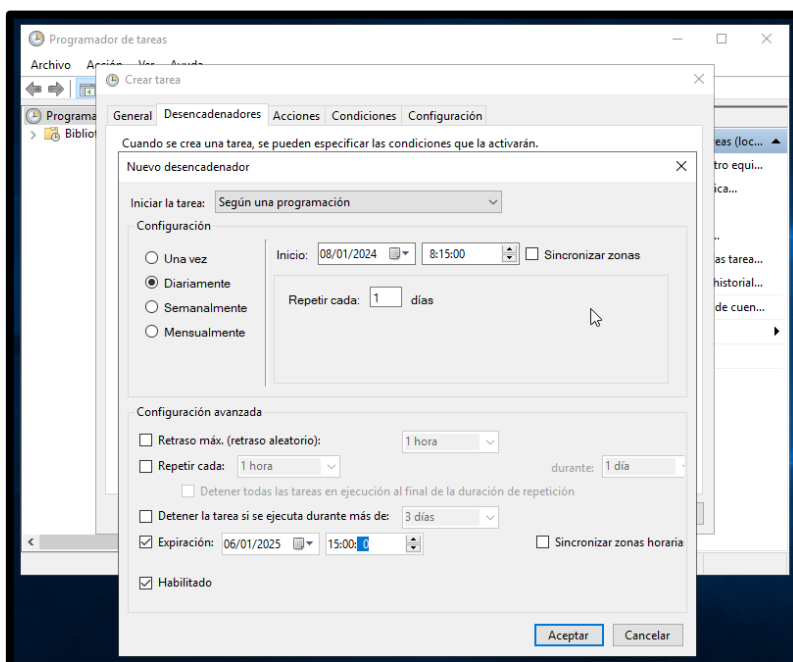 Programador de tareas
Archivo Acción Ver Ayuda
Crear tarea
Programa
Bibliot
General Desencadenadores Acciones Condiciones Configuración
Cuando se crea una tarea, se pueden especificar las condiciones que la activarán.
eas (loc...
tro equi...
ica...
..
as tarea...
historial...
de cuen...
Nuevo desencadenador
Iniciar la tarea: Según una programación
Configuración
Una vez
Diariamente
Semanalmente
Mensualmente
Inicio: 08/01/2024 8:15:00 Sincronizar zonas
Repetir cada: 1 días
Configuración avanzada
Retraso máx. (retraso aleatorio): 1 hora
Repetir cada: 1 hora durante: 1 día
Detener todas las tareas en ejecución al final de la duración de repetición
Detener la tarea si se ejecuta durante más de: 3 días
Expiración: 06/01/2025 15:00: 0 Sincronizar zonas horaria
Habilitado
Aceptar Cancelar